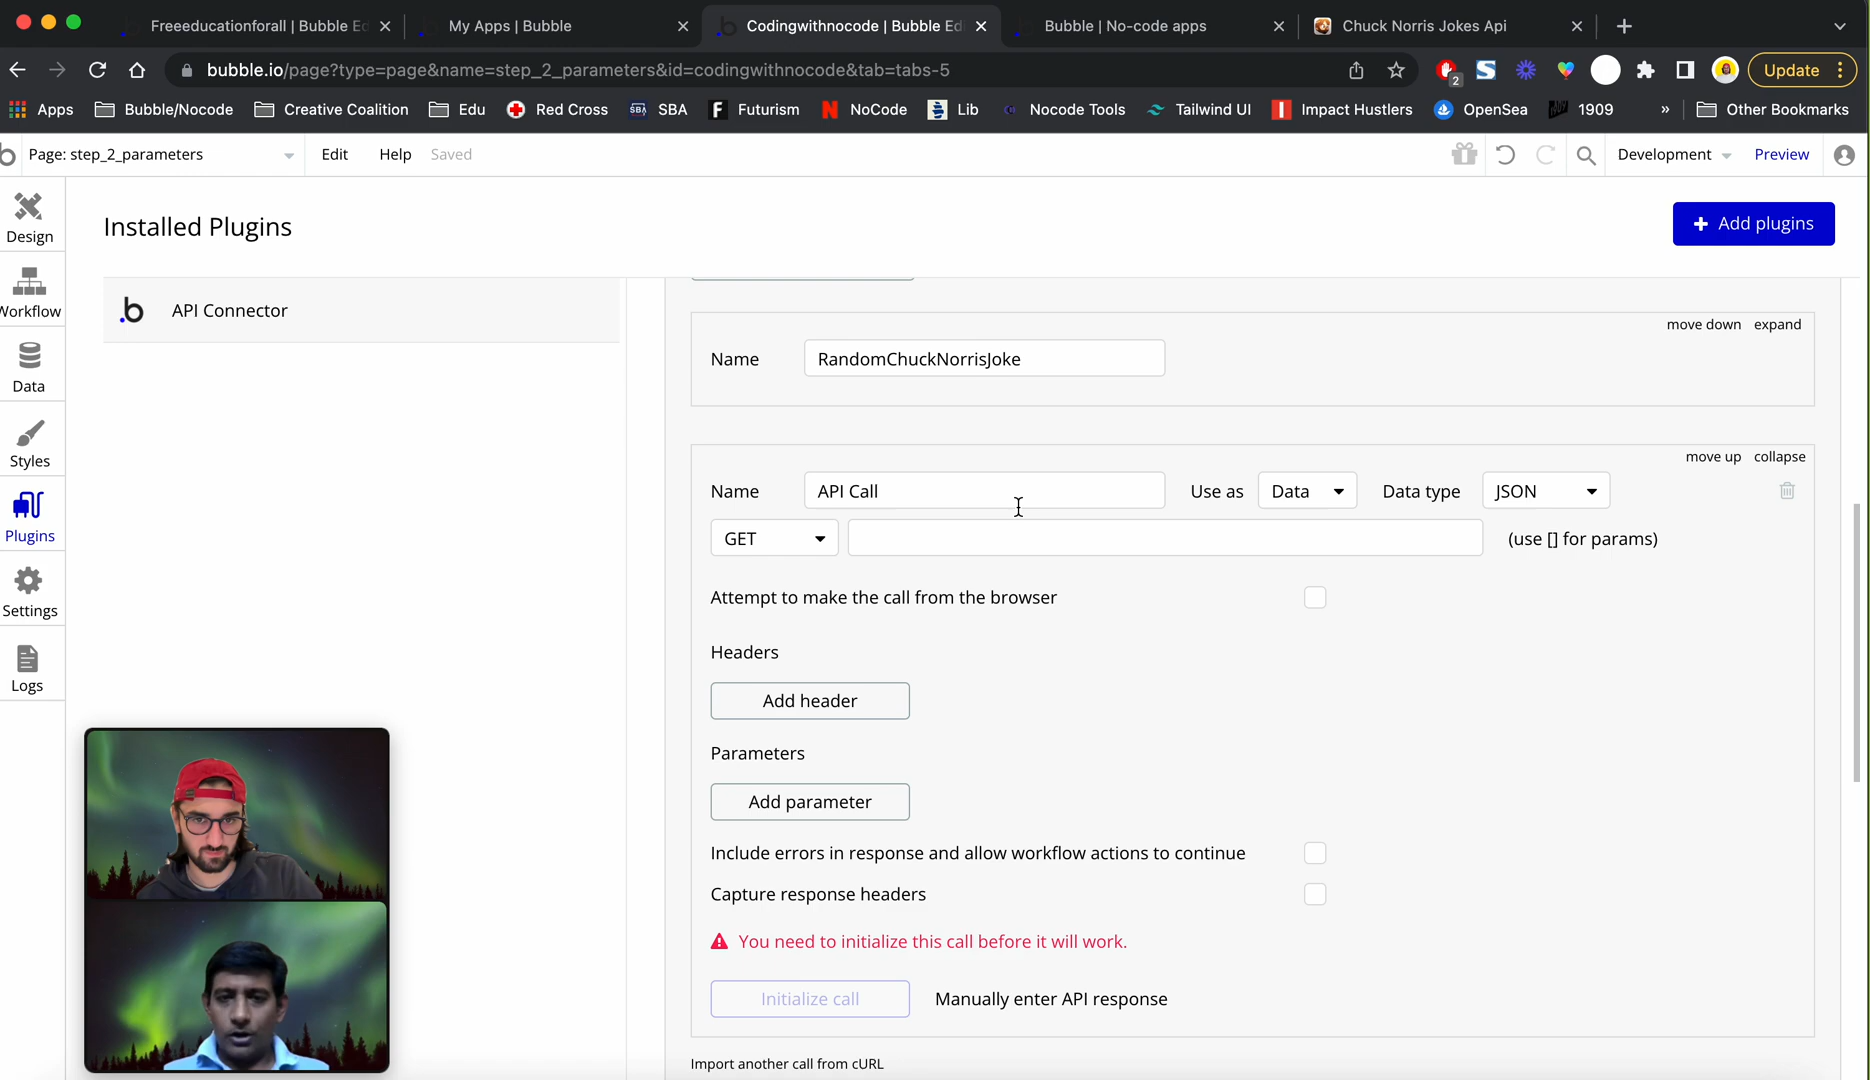 Freeeducationforall | Bubble Ed
My Apps | Bubble
Codingwithnocode | Bubble Edi
Bubble | No-code apps
Chuck Norris Jokes Api
bubble.io/page?type=page&name=step_2_parameters&id=codingwithnocode&tab=tabs-5
2
Update
Apps
Bubble/Nocode
Creative Coalition
Edu
Red Cross
SBA
SBA
Futurism
NoCode
Lib
Nocode Tools
Tailwind UI
Impact Hustlers
OpenSea
1909
»
Other Bookmarks
Page: step_2_parameters
Edit
Help
Saved
Development
Preview
Design
Workflow
Data
Styles
Plugins
Settings
Logs
Installed Plugins
+ Add plugins
.b API Connector
move down expand
Name RandomChuckNorrisJoke
move up collapse
Name API Call Use as Data Data type JSON
GET (use [] for params)
Attempt to make the call from the browser
Headers
Add header
Parameters
Add parameter
Include errors in response and allow workflow actions to continue
Capture response headers
You need to initialize this call before it will work.
Initialize call Manually enter API response
Import another call from cURL